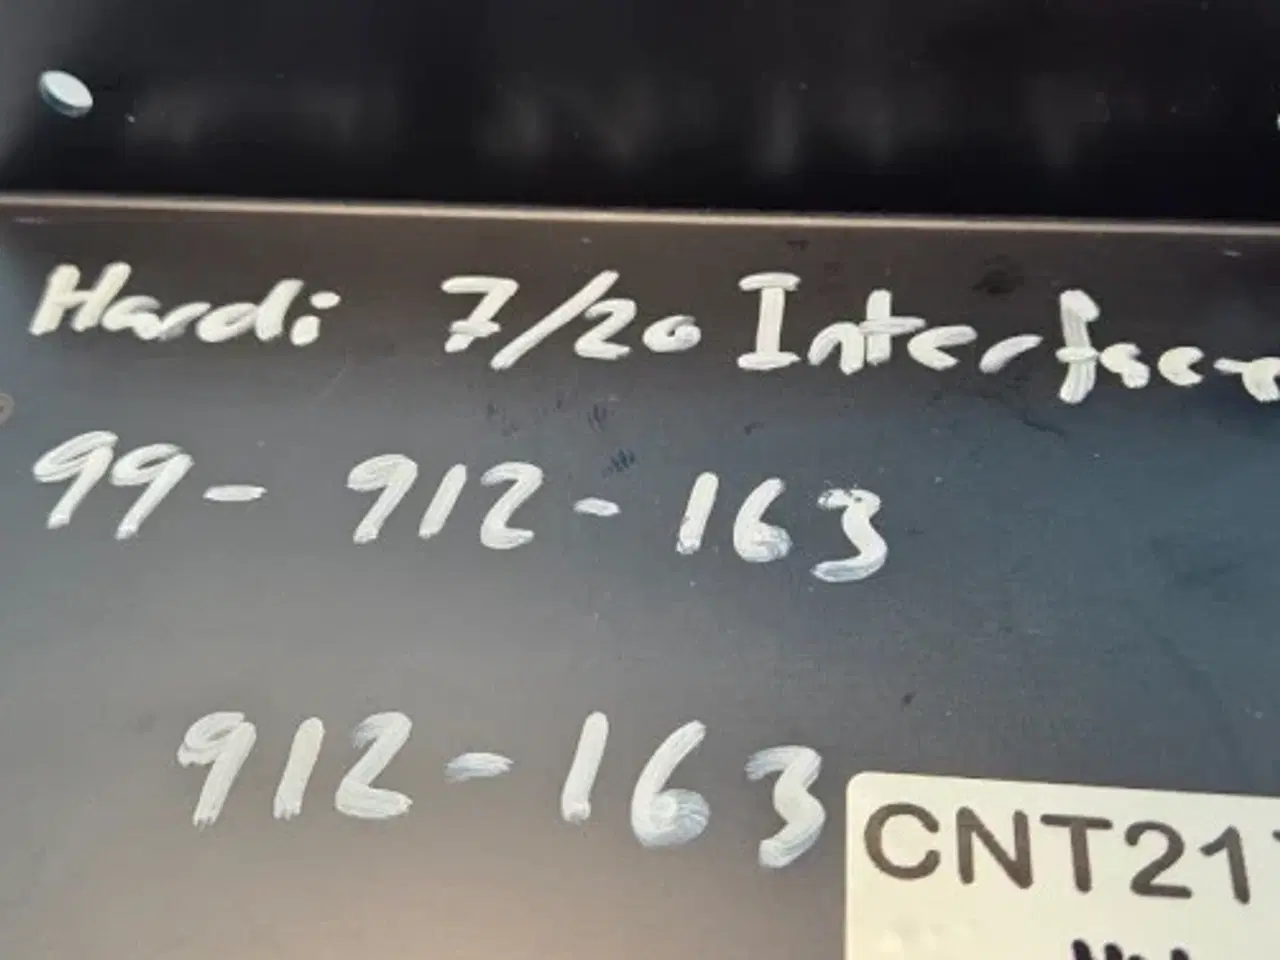 Hardi 7/20 Interface
99-912-163
912-163
CNT21